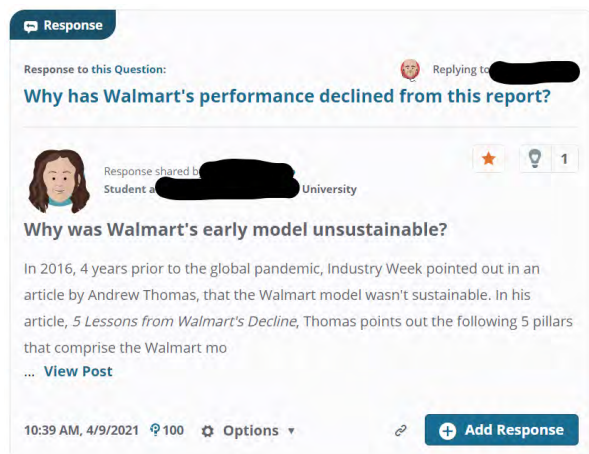 Response
Response to this Question:
Replying to
Why has Walmart's performance declined from this report?
1
Response shared b
Student a
University
Why was Walmart's early model unsustainable?
In 2016, 4 years prior to the global pandemic, Industry Week pointed out in an
article by Andrew Thomas, that the Walmart model wasn't sustainable. In his
article, 5 Lessons from Walmart's Decline, Thomas points out the following 5 pillars
that comprise the Walmart mo
... View Post
10:39 AM, 4/9/2021 100 Options
Add Response